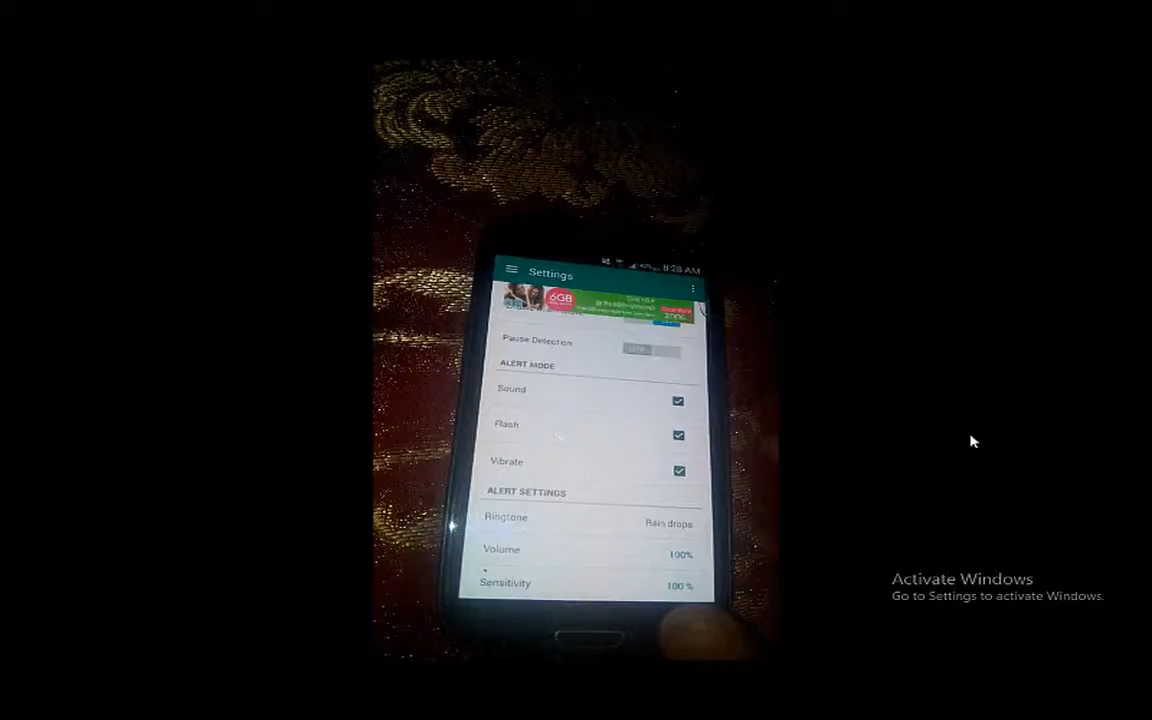 8:28 AM
Settings
6GB
ZONG
Pause Detection
ALERT MODE
Sound
Flash
Vibrate
ALERT SETTINGS
Ringtone Rain drops
Volume 100%
Sensitivity 100 %
Activate Windows
Go to Settings to activate Windows.